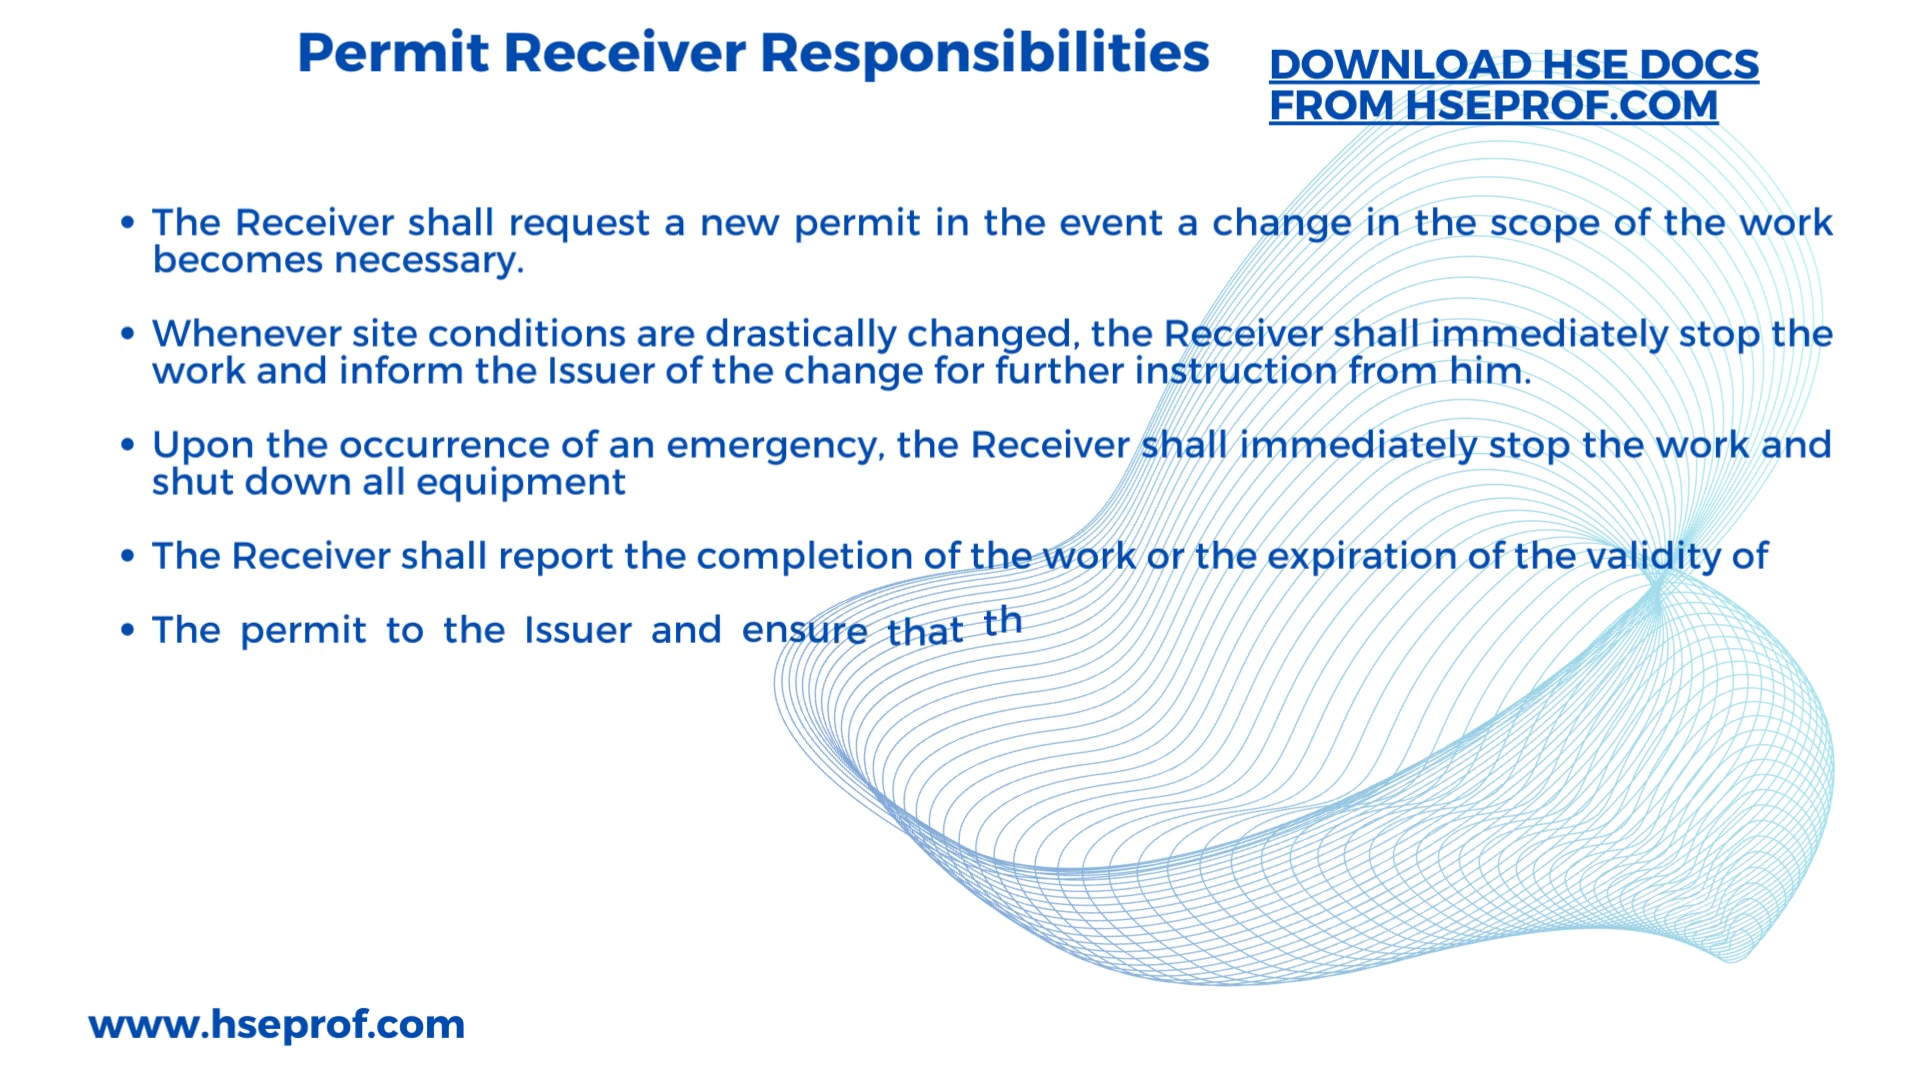 Permit Receiver Responsibilities
DOWNLOAD HSE DOCS
FROM HSEPROF.COM
• The Receiver shall request a new permit in the event a change in the scope of the work
becomes necessary.
• Whenever site conditions are drastically changed, the Receiver shall immediately stop the
work and inform the Issuer of the change for further instruction from him.
• Upon the occurrence of an emergency, the Receiver shall immediately stop the work and
shut down all equipment
• The Receiver shall report the completion of the work or the expiration of the validity of
• The permit to the Issuer and ensure that th
www.hseprof.com